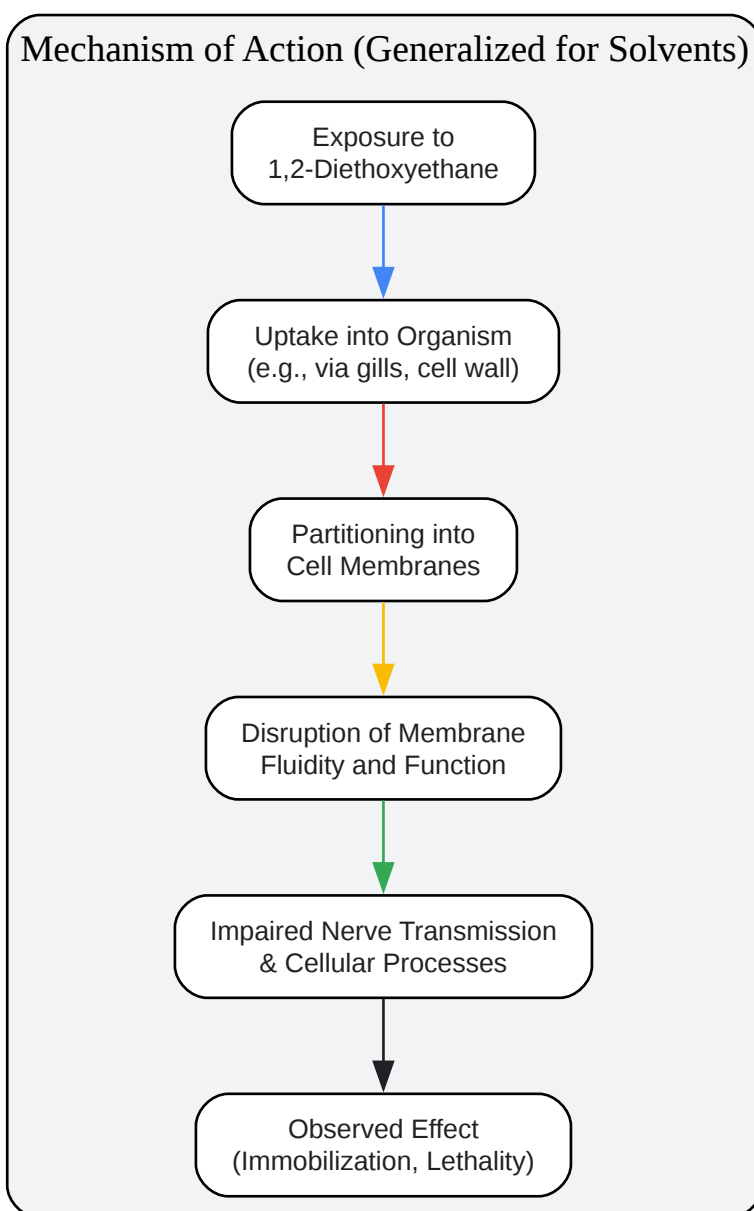 Mechanism of Action (Generalized for Solvents)
Exposure to
1,2-Diethoxyethane
Uptake into Organism
(e.g., via gills, cell wall)
Partitioning into
Cell Membranes
Disruption of Membrane
Fluidity and Function
Impaired Nerve Transmission
& Cellular Processes
Observed Effect
(Immobilization, Lethality)